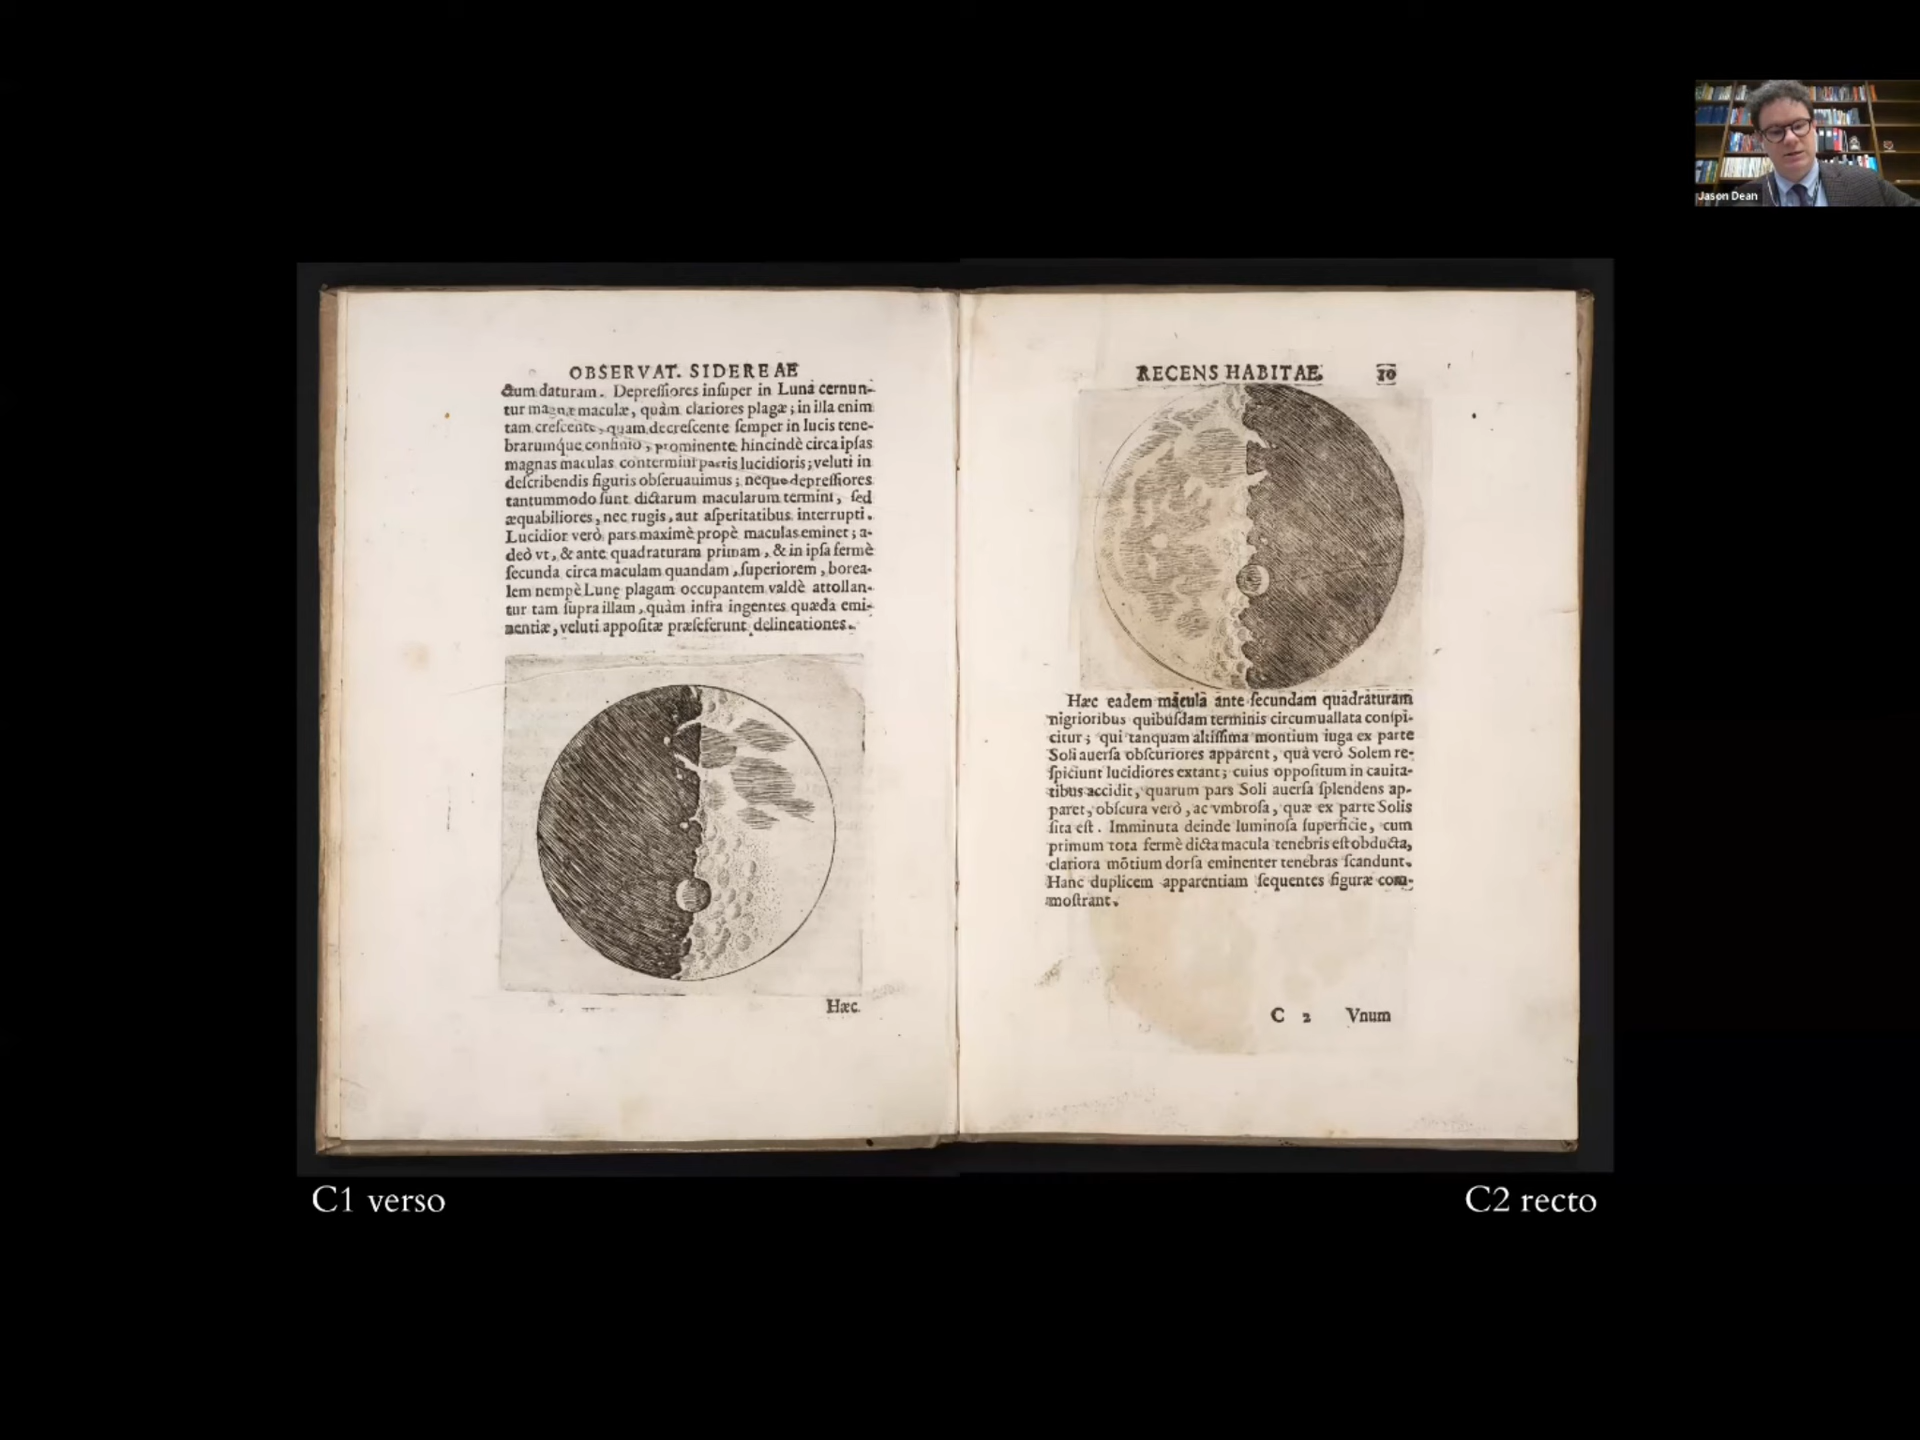 Jason Dean
OBSERVAT. SIDEREAE
ctum daturam. Depreſſiores inſuper in Luna cernun-
tur magnæ maculæ, quàm clariores plagæ; in illa enim
tam creſcente, quam decreſcente ſemper in lucis tene-
brarumque confinio, prominente hincindè circa ipſas
magnas maculas contermini partis lucidioris; veluti in
deſcribendis figuris obſeruauimus; neque depreſſiores
tantummodo ſunt dictarum macularum termini, ſed
æquabiliores, nec rugis, aut aſperitatibus interrupti.
Lucidior verò pars maximè propè maculas eminet; a-
deò vt, & ante quadraturam primam, & in ipſa fermè
ſecunda circa maculam quandam, ſuperiorem, borea-
lem nempè Lunę plagam occupantem valdè attollan-
tur tam ſupra illam, quàm infra ingentes quæda emi-
nentiæ, veluti appoſitæ præſeferunt delineationes.
Hæc
RECENS HABITAE. 10
Hæc eadem macula ante ſecundam quadraturam
nigrioribus quibuſdam terminis circumuallata conſpi-
citur; qui tanquam altiſſima montium iuga ex parte
Soli auerſa obſcuriores apparent, quà verò Solem re-
ſpiciunt lucidiores extant; cuius oppoſitum in cauita-
tibus accidit, quarum pars Soli auerſa ſplendens ap-
paret, obſcura verò, ac vmbroſa, quæ ex parte Solis
ſita eſt. Imminuta deinde luminoſa ſuperficie, cum
primum tota fermè dicta macula tenebris eſt obducta,
clariora mõtium dorſa eminenter tenebras ſcandunt.
Hanc duplicem apparentiam ſequentes figuræ com-
moſtrant.
C 2 Vnum
C1 verso
C2 recto